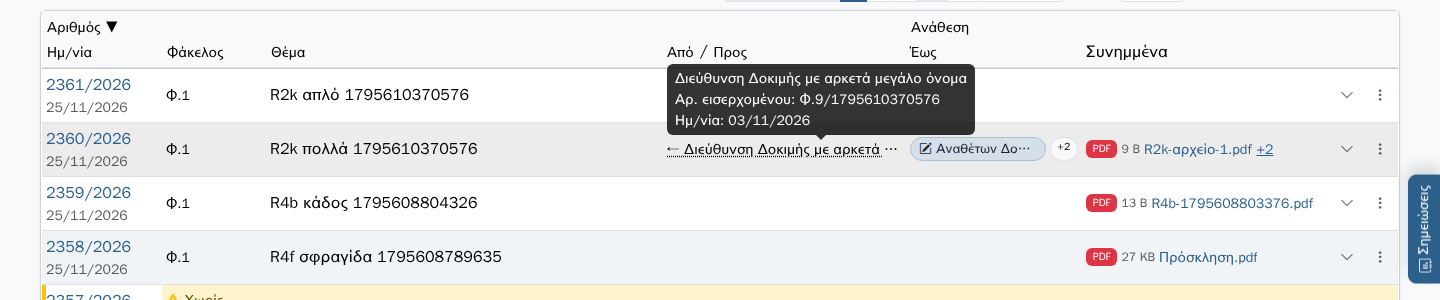 Αριθμός ▼
Ανάθεση
Ημ/νία Φάκελος Θέμα Από / Προς Έως Συνημμένα
Διεύθυνση Δοκιμής με αρκετά μεγάλο όνομα
Αρ. εισερχομένου: Φ.9/1795610370576
Ημ/νία: 03/11/2026
2361/2026
25/11/2026
Φ.1 R2k απλό 1795610370576
2360/2026
25/11/2026
Φ.1 R2k πολλά 1795610370576 ← Διεύθυνση Δοκιμής με αρκετά ... Αναθέτων Δο... +2 PDF 9 B R2k-αρχείο-1.pdf +2
2359/2026
25/11/2026
Φ.1 R4b κάδος 1795608804326 PDF 13 B R4b-1795608803376.pdf
2358/2026
25/11/2026
Φ.1 R4f σφραγίδα 1795608789635 PDF 27 KB Πρόσκληση.pdf
2357/2026 Χωρίς
Σημειώσεις